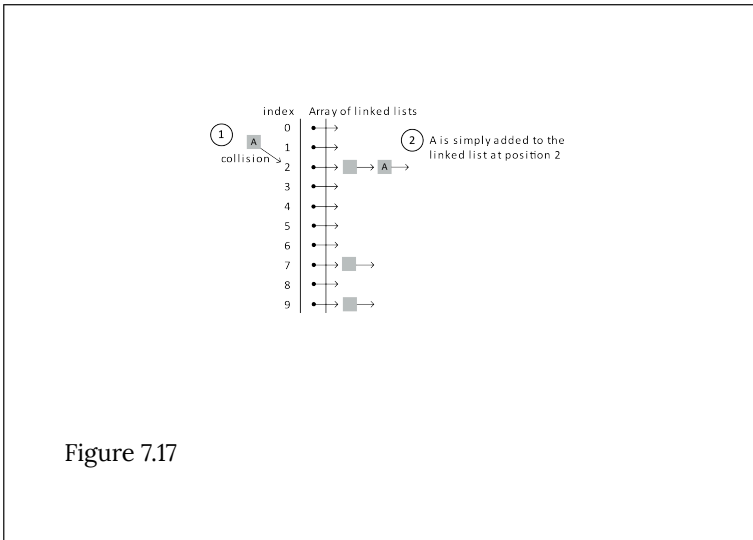 index Array of linked lists
0
1
A
collision
1
2
A
2
A is simply added to the
linked list at position 2
3
4
5
6
7
8
9
Figure 7.17